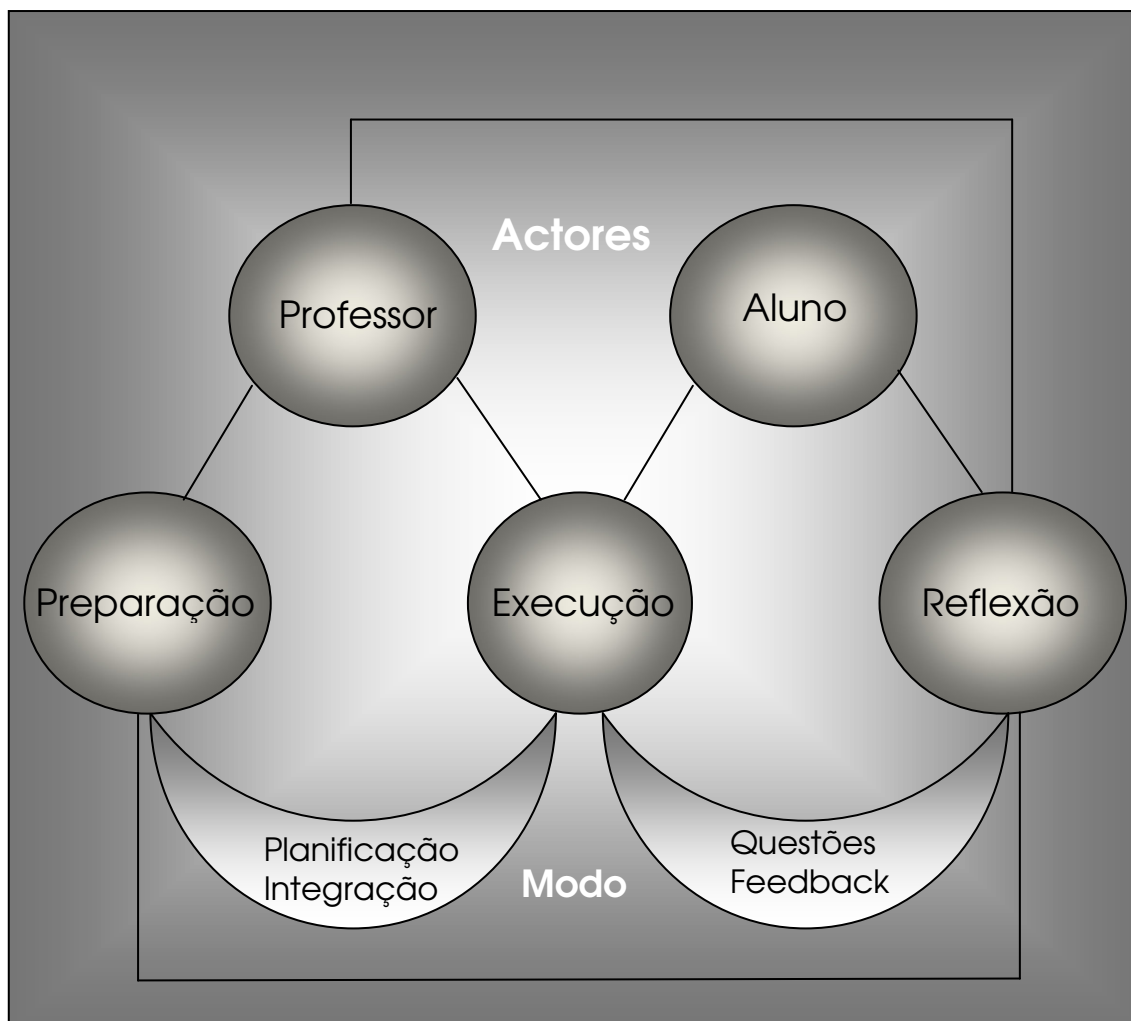 Actores
Professor
Aluno
Preparação
Execução
Reflexão
Planificação
Integração
Modo
Questões
Feedback